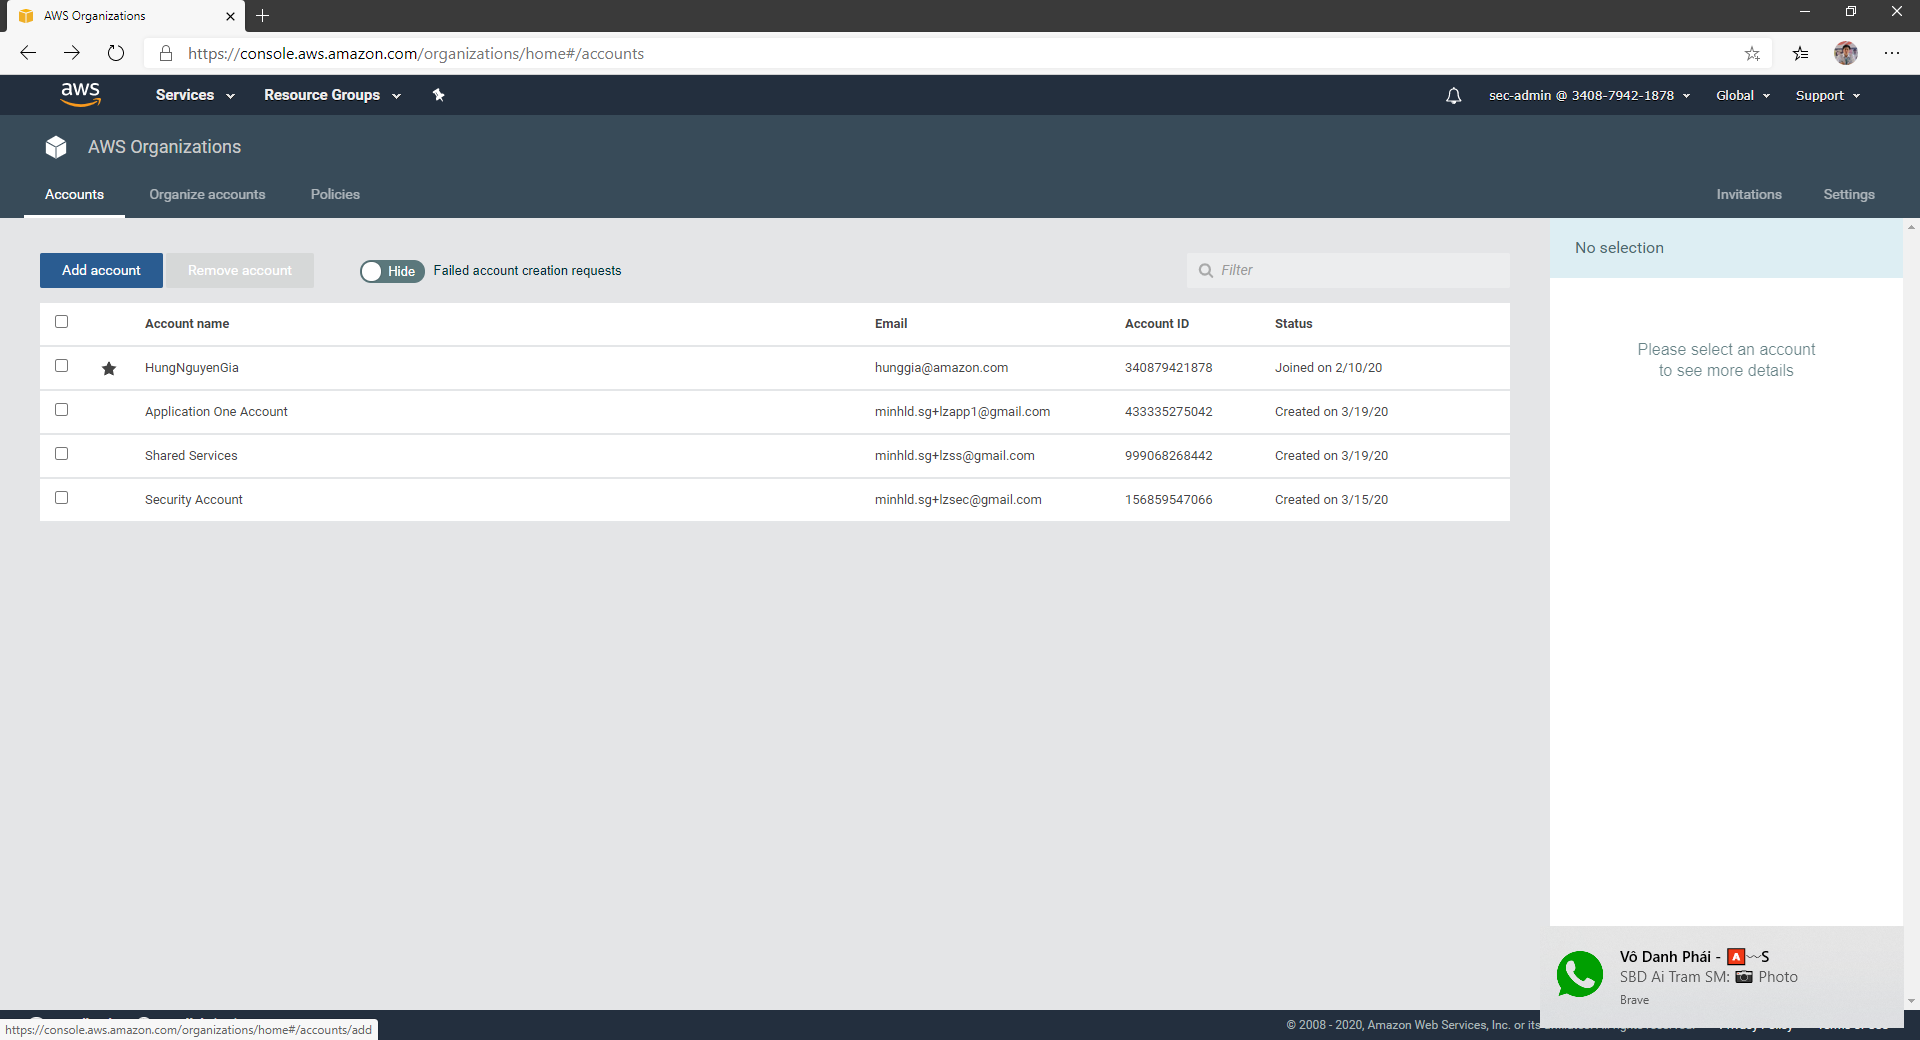 AWS Organizations
https://console.aws.amazon.com/organizations/home#/accounts
aws
Services
Resource Groups
sec-admin @ 3408-7942-1878
Global
Support
AWS Organizations
Accounts
Organize accounts
Policies
Invitations
Settings
Add account
Remove account
Hide
Failed account creation requests
Filter
No selection
Please select an account
to see more details
Account name Email Account ID Status
HungNguyenGia hunggia@amazon.com 340879421878 Joined on 2/10/20
Application One Account minhld.sg+lzapp1@gmail.com 433335275042 Created on 3/19/20
Shared Services minhld.sg+lzss@gmail.com 999068268442 Created on 3/19/20
Security Account minhld.sg+lzsec@gmail.com 156859547066 Created on 3/15/20
Vô Danh Phái - 🅰️〰️S
SBD Ai Tram SM: 📷 Photo
Brave
https://console.aws.amazon.com/organizations/home#/accounts/add
© 2008 - 2020, Amazon Web Services, Inc. or its